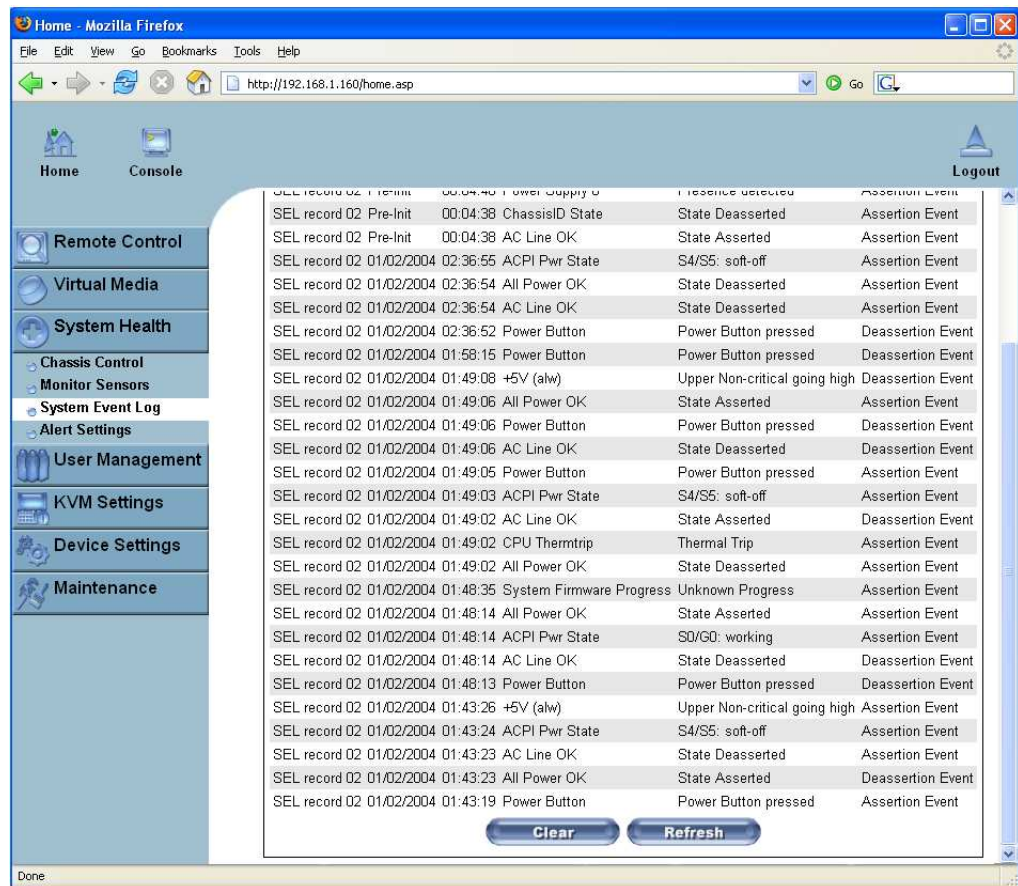 Home - Mozilla Firefox
File Edit View Go Bookmarks Tools Help
http://192.168.1.160/home.asp Go G
Home Console Logout
Remote Control
Virtual Media
System Health
Chassis Control
Monitor Sensors
System Event Log
Alert Settings
User Management
KVM Settings
Device Settings
Maintenance
SEL record 02 Pre-Init Power Supply Presence detected Assertion Event
SEL record 02 Pre-Init 00:04:38 ChassisID State State Deasserted Assertion Event
SEL record 02 Pre-Init 00:04:38 AC Line OK State Asserted Assertion Event
SEL record 02 01/02/2004 02:36:55 ACPI Pwr State S4/S5: soft-off Assertion Event
SEL record 02 01/02/2004 02:36:54 All Power OK State Deasserted Assertion Event
SEL record 02 01/02/2004 02:36:54 AC Line OK State Deasserted Assertion Event
SEL record 02 01/02/2004 02:36:52 Power Button Power Button pressed Deassertion Event
SEL record 02 01/02/2004 01:58:15 Power Button Power Button pressed Deassertion Event
SEL record 02 01/02/2004 01:49:08 +5V (alw) Upper Non-critical going high Deassertion Event
SEL record 02 01/02/2004 01:49:06 All Power OK State Asserted Assertion Event
SEL record 02 01/02/2004 01:49:06 Power Button Power Button pressed Deassertion Event
SEL record 02 01/02/2004 01:49:06 AC Line OK State Deasserted Deassertion Event
SEL record 02 01/02/2004 01:49:05 Power Button Power Button pressed Assertion Event
SEL record 02 01/02/2004 01:49:03 ACPI Pwr State S4/S5: soft-off Assertion Event
SEL record 02 01/02/2004 01:49:02 AC Line OK State Asserted Deassertion Event
SEL record 02 01/02/2004 01:49:02 CPU Thermtrip Thermal Trip Assertion Event
SEL record 02 01/02/2004 01:49:02 All Power OK State Deasserted Assertion Event
SEL record 02 01/02/2004 01:48:35 System Firmware Progress Unknown Progress Assertion Event
SEL record 02 01/02/2004 01:48:14 All Power OK State Asserted Assertion Event
SEL record 02 01/02/2004 01:48:14 ACPI Pwr State S0/G0: working Assertion Event
SEL record 02 01/02/2004 01:48:14 AC Line OK State Deasserted Deassertion Event
SEL record 02 01/02/2004 01:48:13 Power Button Power Button pressed Deassertion Event
SEL record 02 01/02/2004 01:43:26 +5V (alw) Upper Non-critical going high Assertion Event
SEL record 02 01/02/2004 01:43:24 ACPI Pwr State S4/S5: soft-off Assertion Event
SEL record 02 01/02/2004 01:43:23 AC Line OK State Deasserted Assertion Event
SEL record 02 01/02/2004 01:43:23 All Power OK State Asserted Deassertion Event
SEL record 02 01/02/2004 01:43:19 Power Button Power Button pressed Assertion Event
Clear Refresh
Done